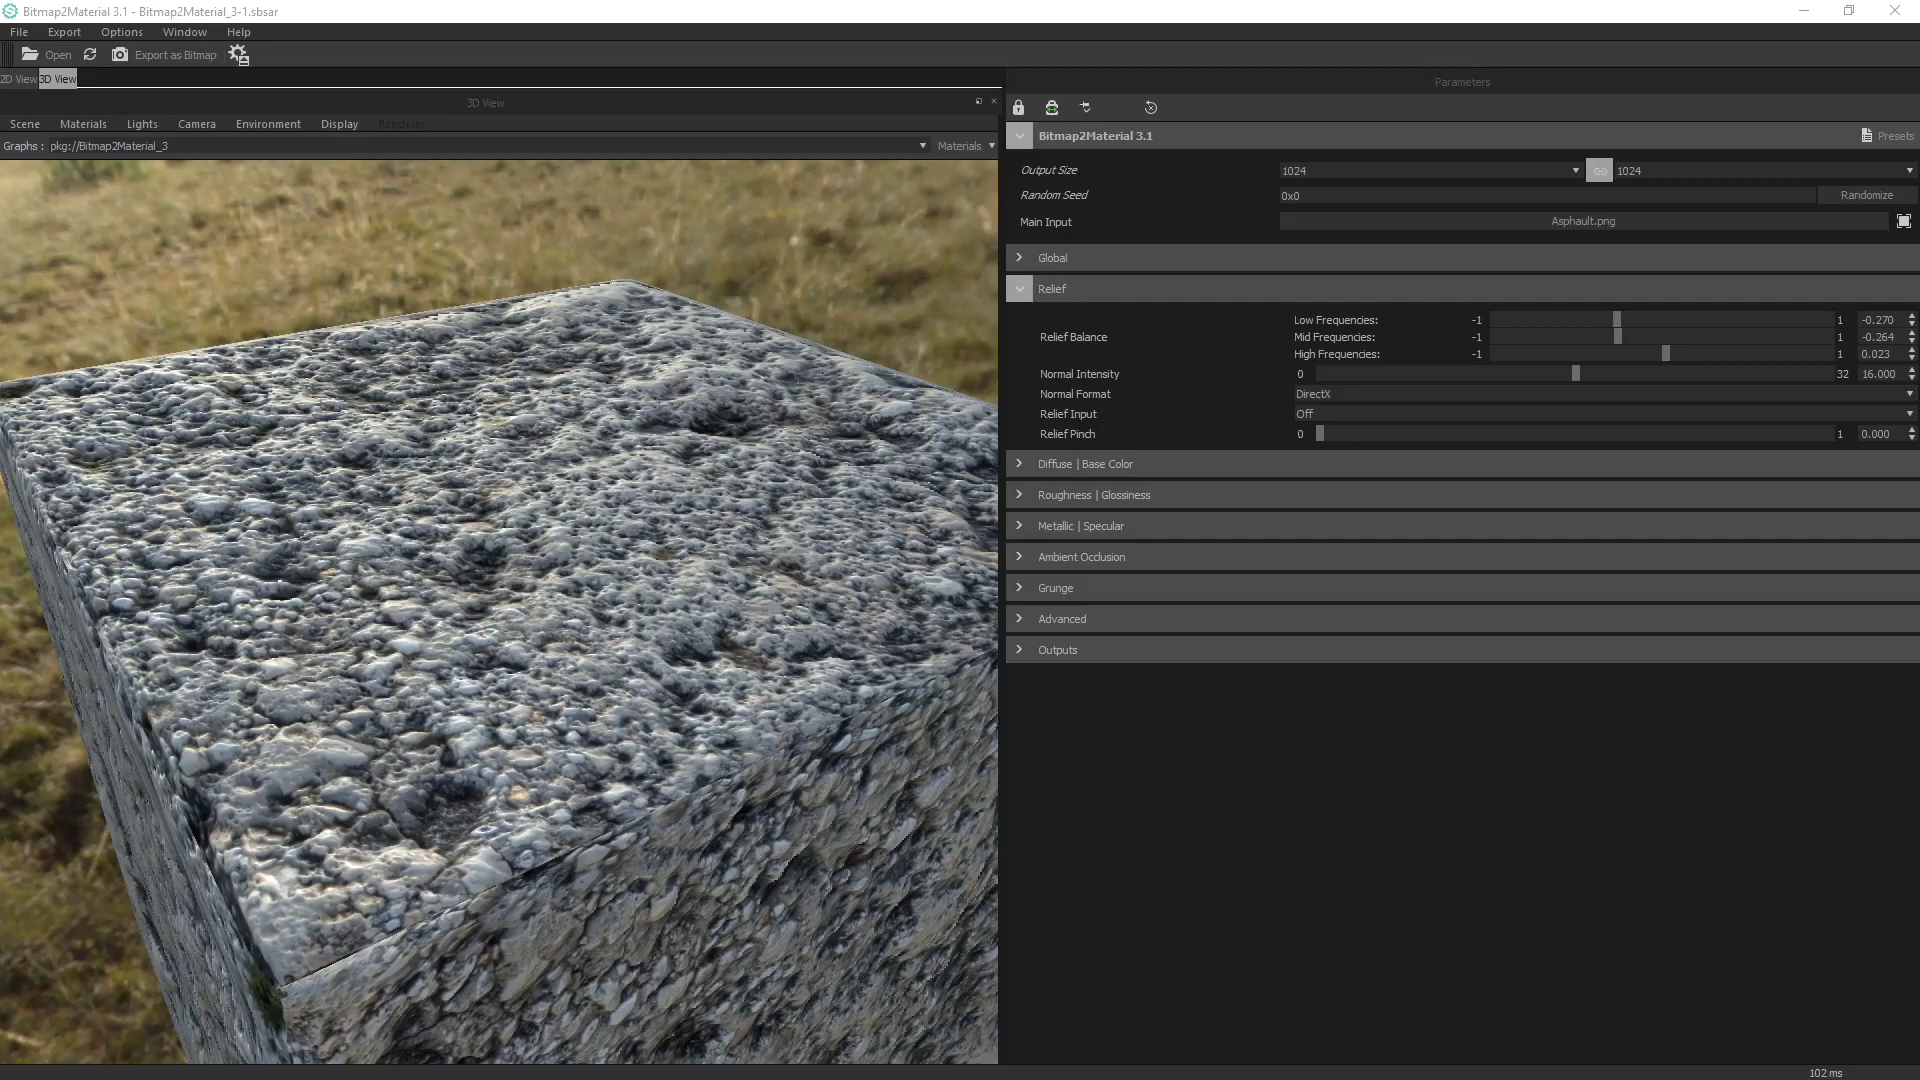 Bitmap2Material 3.1 - Bitmap2Material_3-1.sbsar
File Export Options Window Help
Open Export as Bitmap
2D View 3D View
3D View
Scene Materials Lights Camera Environment Display Renderer
Graphs : pkg://Bitmap2Material_3 Materials
Parameters
Bitmap2Material 3.1 Presets
Output Size 1024 1024
Random Seed 0x0 Randomize
Main Input Asphault.png
Global
Relief
Relief Balance
Low Frequencies: -1 1 -0.270
Mid Frequencies: -1 1 -0.264
High Frequencies: -1 1 0.023
Normal Intensity 0 32 16.000
Normal Format DirectX
Relief Input Off
Relief Pinch 0 1 0.000
Diffuse | Base Color
Roughness | Glossiness
Metallic | Specular
Ambient Occlusion
Grunge
Advanced
Outputs
102 ms